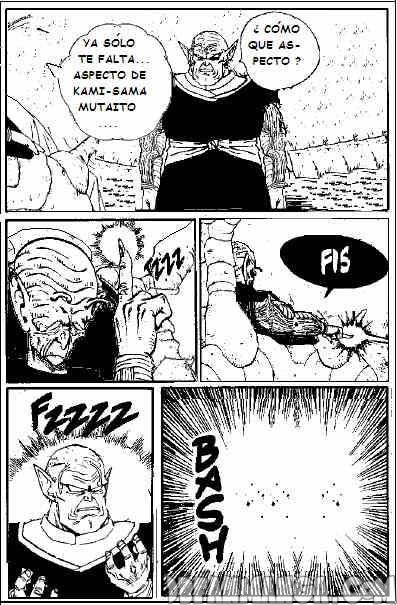 YA SÓLO
TE FALTA...
ASPECTO DE
KAMI-SAMA
MUTAITO
...
¿ CÓMO
QUE AS-
PECTO ?
FZZZ
FIS
FZZZZ
BASH